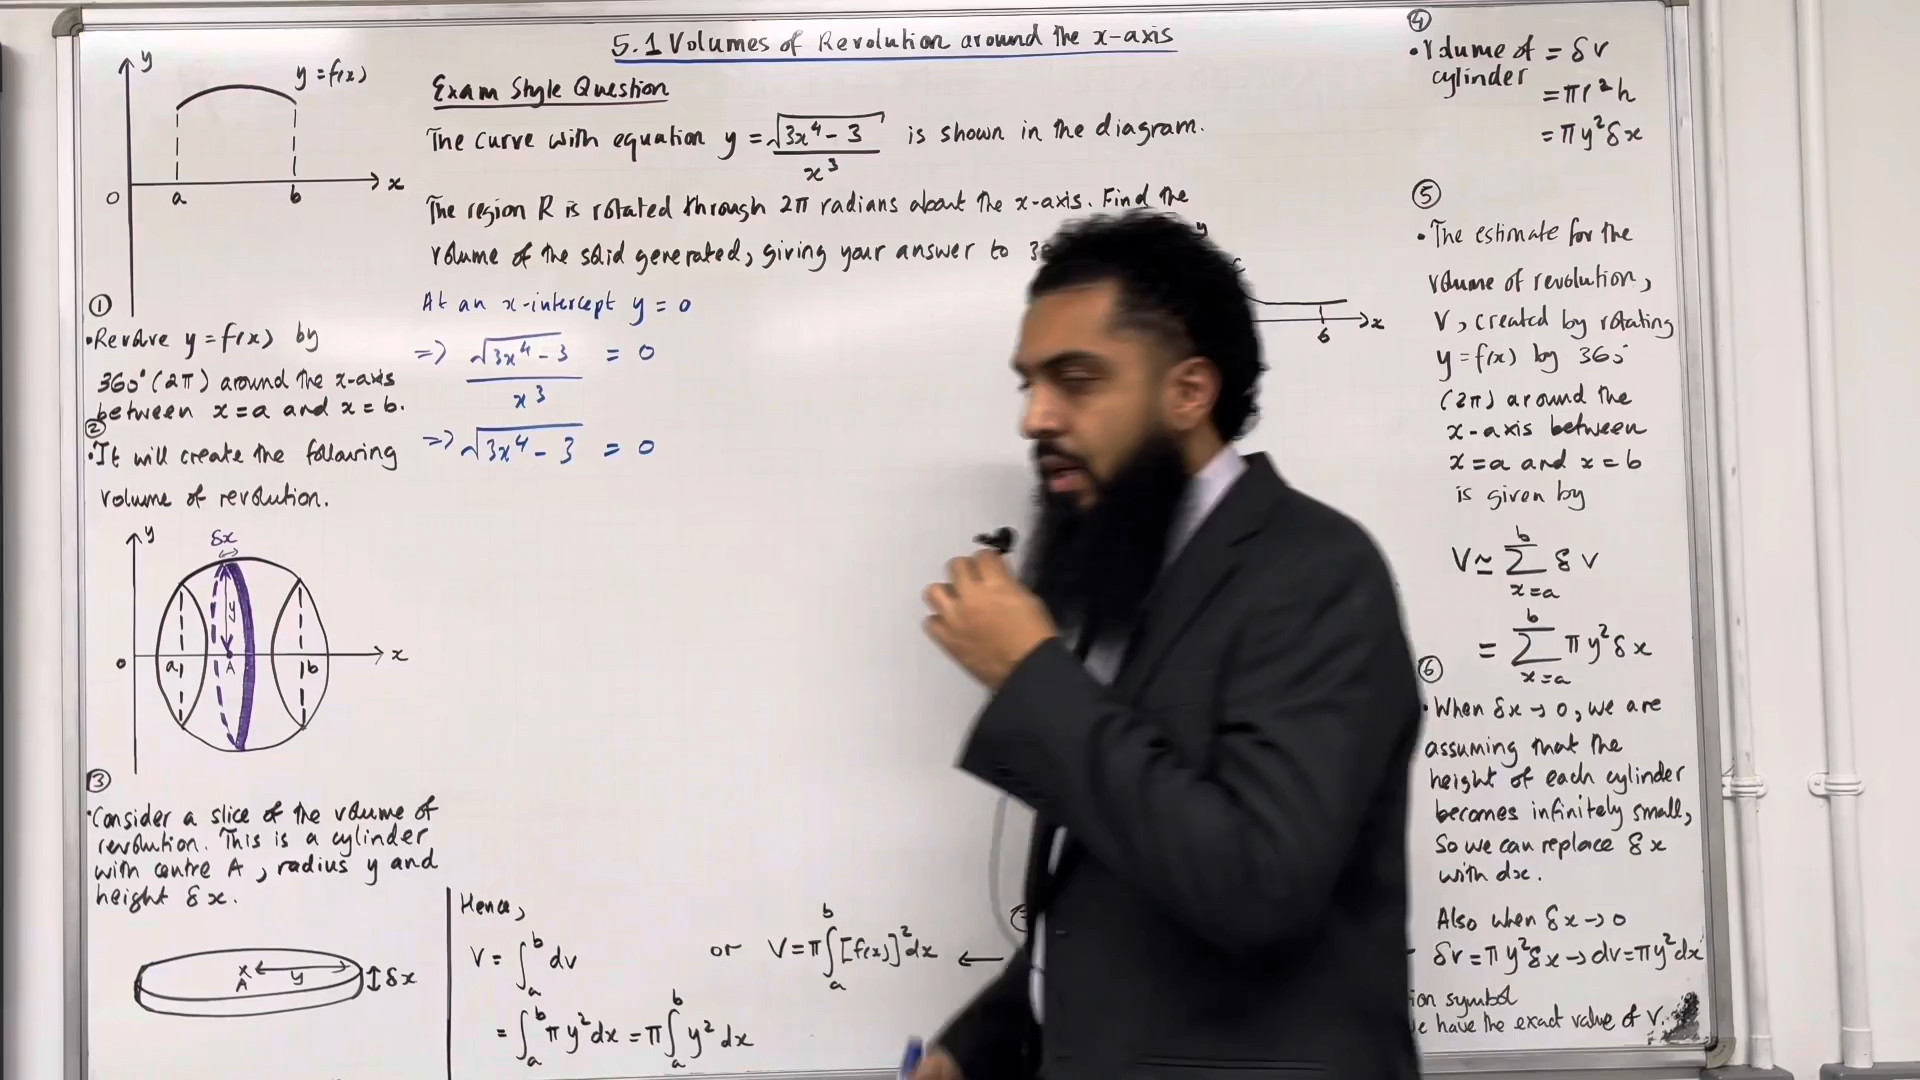 5.1 Volumes of Revolution around the x-axis
y
y = f(x)
0
a
b
x
Exam Style Question
The curve with equation y = √(3x⁴ - 3) / x³ is shown in the diagram.
The region R is rotated through 2π radians about the x-axis. Find the
volume of the solid generated, giving your answer to 3
y
6
x
At an x-intercept y = 0
=> √(3x⁴ - 3) / x³ = 0
=> √(3x⁴ - 3) = 0
①
• Revolve y = f(x) by
360° (2π) around the x-axis
between x = a and x = b.
②
• It will create the following
volume of revolution.
y
δx
y
0
a
A
b
x
③
• Consider a slice of the volume of
revolution. This is a cylinder
with centre A, radius y and
height δx.
x
A
y
δx
Hence,
V = ∫ₐᵇ dv
= ∫ₐᵇ π y² dx = π ∫ₐᵇ y² dx
or V = π ∫ₐᵇ [f(x)]² dx ←
④
• Volume of = δv
cylinder
= πr²h
= πy²δx
⑤
• The estimate for the
volume of revolution,
V, created by rotating
y = f(x) by 360°
(2π) around the
x-axis between
x = a and x = b
is given by
V ≃ ∑ₓ₌ₐᵇ δv
= ∑ₓ₌ₐᵇ πy²δx
⑥
• When δx → 0, we are
assuming that the
height of each cylinder
becomes infinitely small,
So we can replace δx
with dx.
Also when δx → 0
δv = πy²δx → dv = πy²dx
ion symbol
we have the exact value of V.